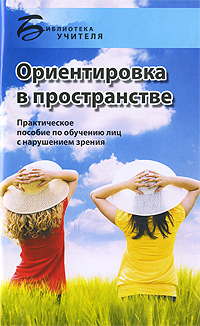 БИБЛИОТЕКА
УЧИТЕЛЯ
Ориентировка
в пространстве
Практическое
пособие по обучению лиц
с нарушением зрения